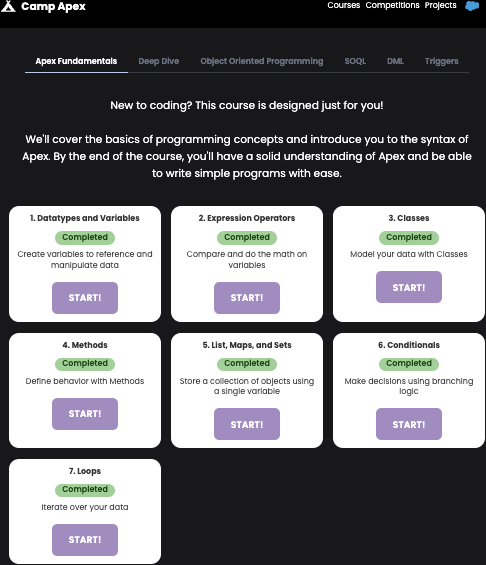 Camp Apex
Courses Competitions Projects
Apex Fundamentals Deep Dive Object Oriented Programming SOQL DML Triggers
New to coding? This course is designed just for you!
We'll cover the basics of programming concepts and introduce you to the syntax of
Apex. By the end of the course, you'll have a solid understanding of Apex and be able
to write simple programs with ease.
1. Datatypes and Variables
Completed
Create variables to reference and
manipulate data
START!
2. Expression Operators
Completed
Compare and do the math on
variables
START!
3. Classes
Completed
Model your data with Classes
START!
4. Methods
Completed
Define behavior with Methods
START!
5. List, Maps, and Sets
Completed
Store a collection of objects using
a single variable
START!
6. Conditionals
Completed
Make decisions using branching
logic
START!
7. Loops
Completed
Iterate over your data
START!